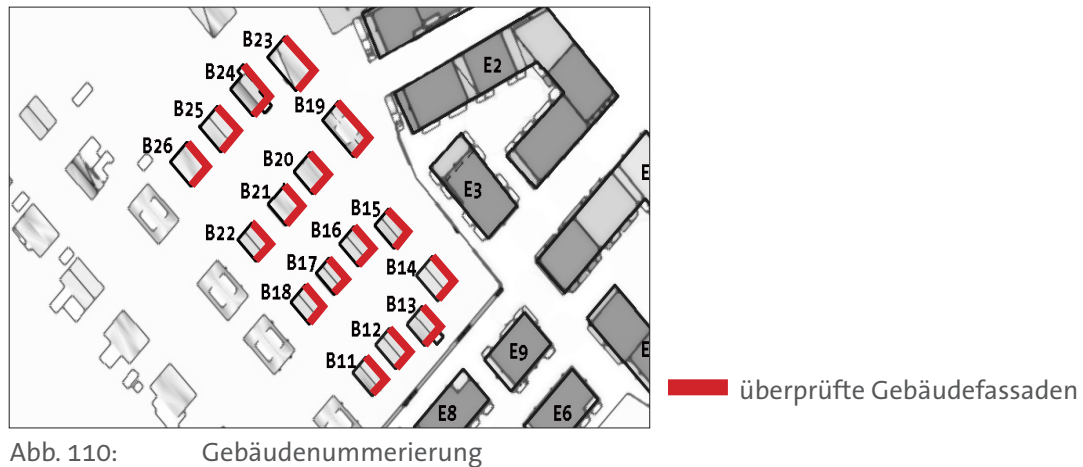 B23
E2
B24
B19
B25
B26
B20
E3
B21
B15
B22
B16
B17
B14
B18
B13
B12
E9
B11
E8
E6
E
E
überprüfte Gebäudefassaden
Abb. 110: Gebäudenummerierung